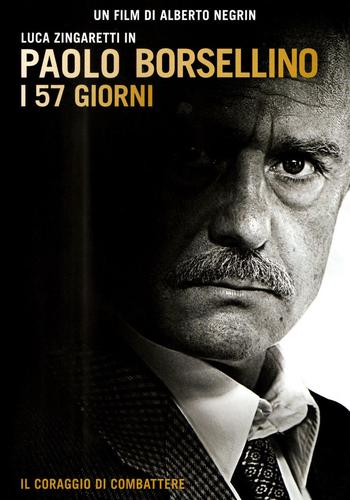 UN FILM DI ALBERTO NEGRIN
LUCA ZINGARETTI IN
PAOLO BORSELLINO
I 57 GIORNI
IL CORAGGIO DI COMBATTERE